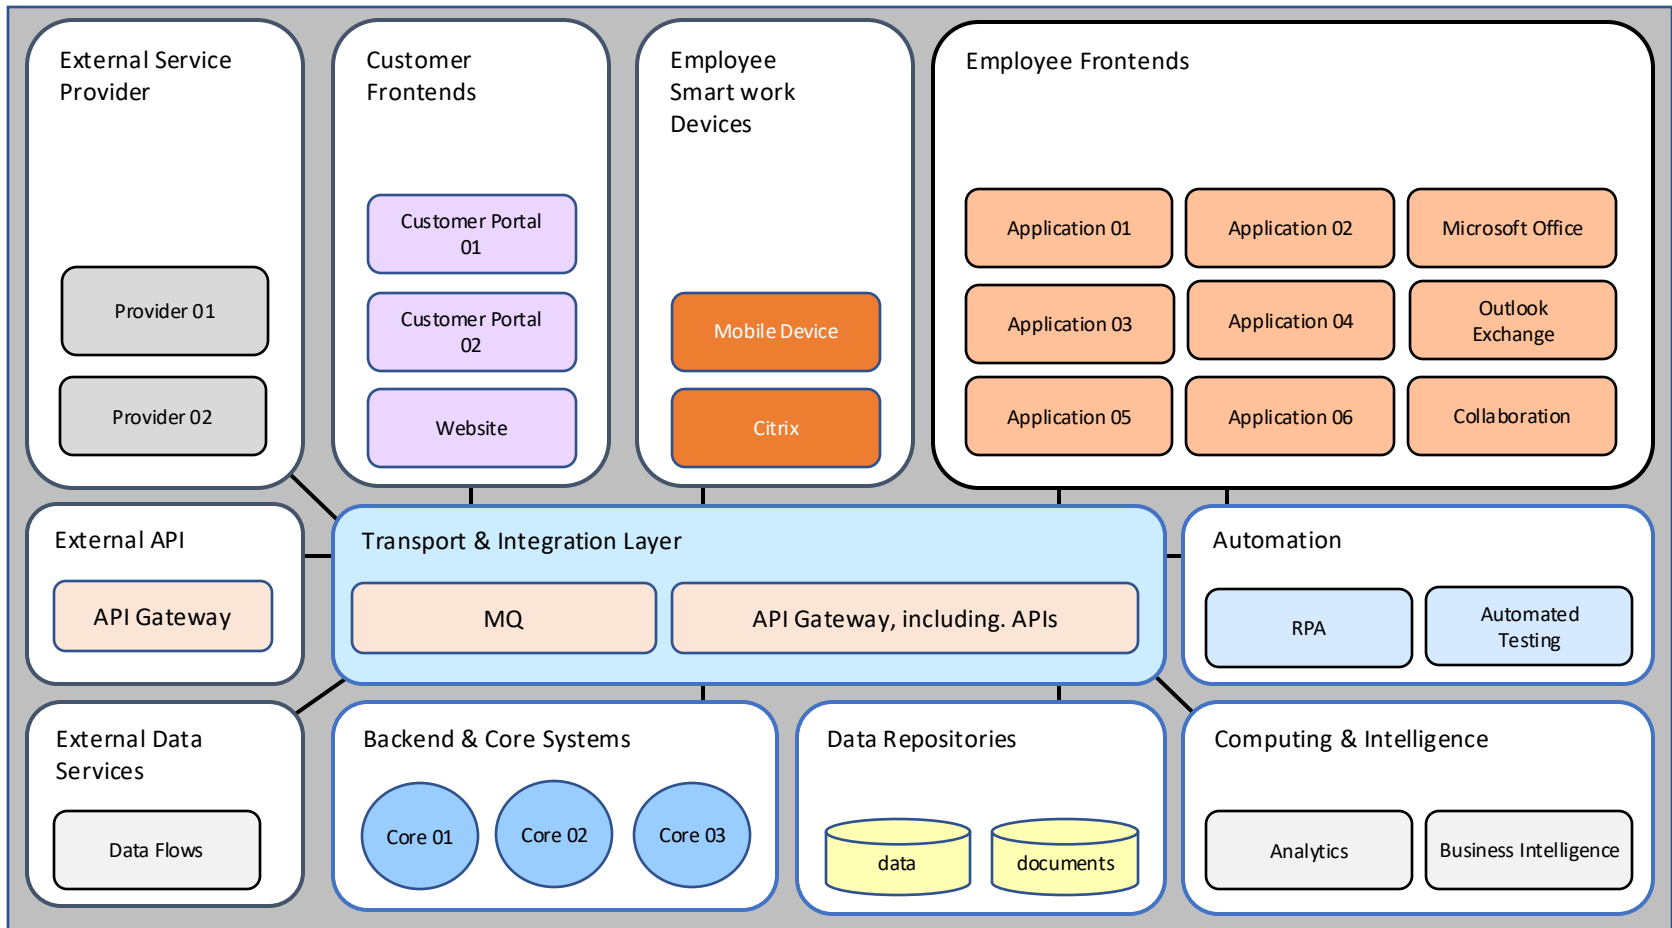 External Service
Provider
Provider 01
Provider 02
Customer
Frontends
Customer Portal
01
Customer Portal
02
Website
Employee
Smart work
Devices
Mobile Device
Citrix
Employee Frontends
Application 01
Application 02
Microsoft Office
Application 03
Application 04
Outlook
Exchange
Application 05
Application 06
Collaboration
External API
API Gateway
Transport & Integration Layer
MQ
API Gateway, including. APIs
Automation
RPA
Automated
Testing
External Data
Services
Data Flows
Backend & Core Systems
Core 01
Core 02
Core 03
Data Repositories
data
documents
Computing & Intelligence
Analytics
Business Intelligence